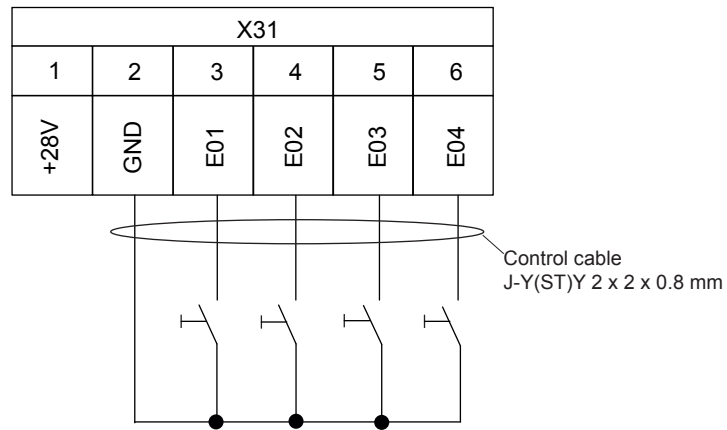 X31
1 2 3 4 5 6
+28V GND E01 E02 E03 E04
Control cable
J-Y(ST)Y 2 x 2 x 0.8 mm